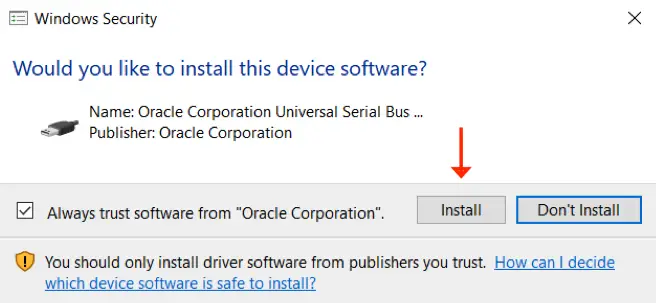 Windows Security
Would you like to install this device software?
Name: Oracle Corporation Universal Serial Bus ...
Publisher: Oracle Corporation
Always trust software from "Oracle Corporation".
Install
Don't Install
You should only install driver software from publishers you trust. How can I decide
which device software is safe to install?